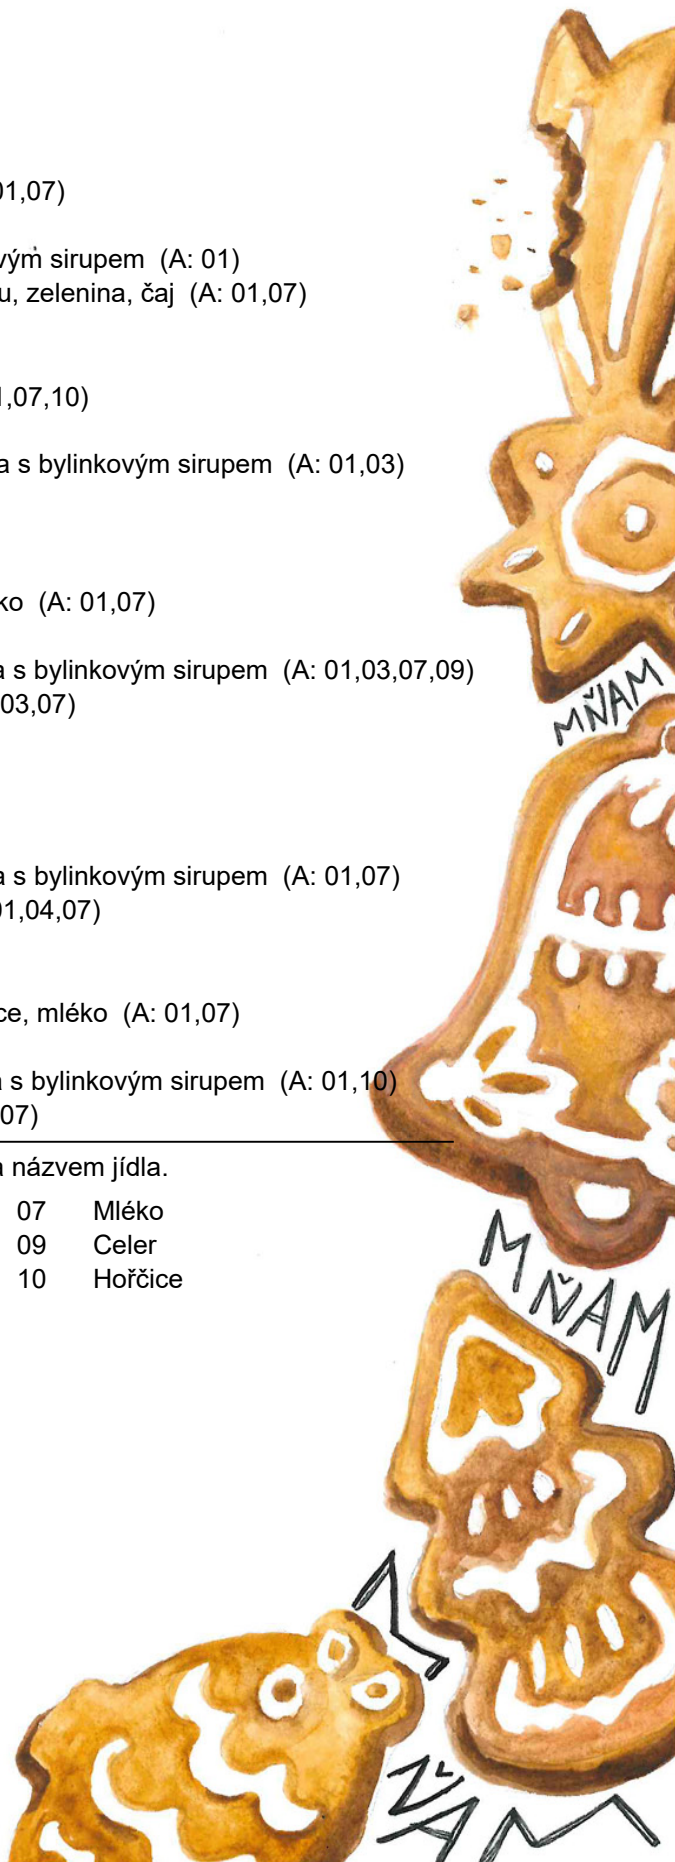 01,07)
vým sirupem (A: 01)
u, zelenina, čaj (A: 01,07)
1,07,10)
a s bylinkovým sirupem (A: 01,03)
ko (A: 01,07)
a s bylinkovým sirupem (A: 01,03,07,09)
03,07)
MŇAM
a s bylinkovým sirupem (A: 01,07)
01,04,07)
ce, mléko (A: 01,07)
a s bylinkovým sirupem (A: 01,10)
07)
a názvem jídla.
07 Mléko
09 Celer
10 Hořčice
MŇAM
MŇAM